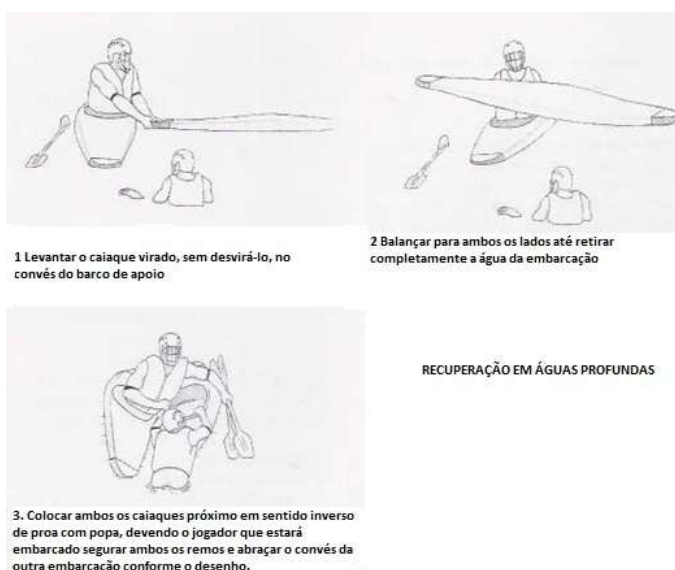 1 Levantar o caiaque virado, sem desvirá-lo, no
convés do barco de apoio
2 Balançar para ambos os lados até retirar
completamente a água da embarcação
RECUPERAÇÃO EM ÁGUAS PROFUNDAS
3. Colocar ambos os caiaques próximo em sentido inverso
de proa com popa, devendo o jogador que estará
embarcado segurar ambos os remos e abraçar o convés da
outra embarcação conforme o desenho.